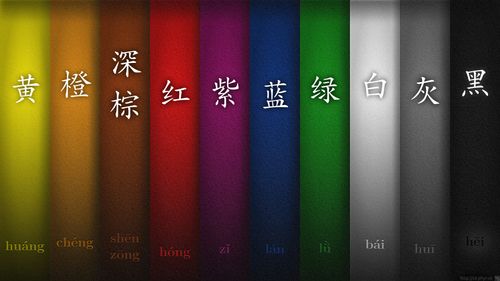 黄
橙
深
棕
红
紫
蓝
绿
白
灰
黑
huáng
chéng
shēn
zōng
hóng
zǐ
lán
lǜ
bái
huī
hēi